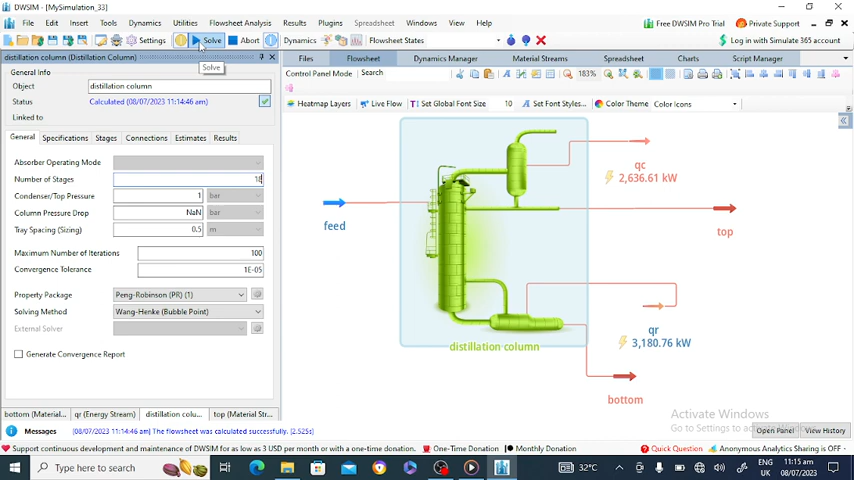 DWSIM - [MySimulation_33]
File Edit Insert Tools Dynamics Utilities Flowsheet Analysis Results Plugins Spreadsheet Windows View Help Free DWSIM Pro Trial Private Support
Settings Solve Abort Dynamics Flowsheet States Log in with Simulate 365 account
distillation column (Distillation Column)
Solve
Files Flowsheet Dynamics Manager Material Streams Spreadsheet Charts Script Manager
General Info
Control Panel Mode Search 183%
Object distillation column
Status Calculated (08/07/2023 11:14:46 am)
Linked to
Heatmap Layers Live Flow Set Global Font Size 10 Set Font Styles... Color Theme Color Icons
General Specifications Stages Connections Estimates Results
Absorber Operating Mode
Number of Stages 18
Condenser/Top Pressure 1 bar
Column Pressure Drop NaN bar
Tray Spacing (Sizing) 0.5 m
Maximum Number of Iterations 100
Convergence Tolerance 1E-05
Property Package Peng-Robinson (PR) (1)
Solving Method Wang-Henke (Bubble Point)
External Solver
Generate Convergence Report
feed
qc
2,636.61 kW
top
qr
3,180.76 kW
distillation column
bottom
Activate Windows
Go to Settings to
bottom (Material... qr (Energy Stream) distillation colu... top (Material Str...
Open Panel View History
Messages [08/07/2023 11:14:46 am] The flowsheet was calculated successfully. (2.525s)
Support continuous development and maintenance of DWSIM for as low as 3 USD per month or with a one-time donation. One-Time Donation Monthly Donation Quick Question Anonymous Analytics Sharing is OFF
Type here to search 32°C ENG UK 11:15 am 08/07/2023